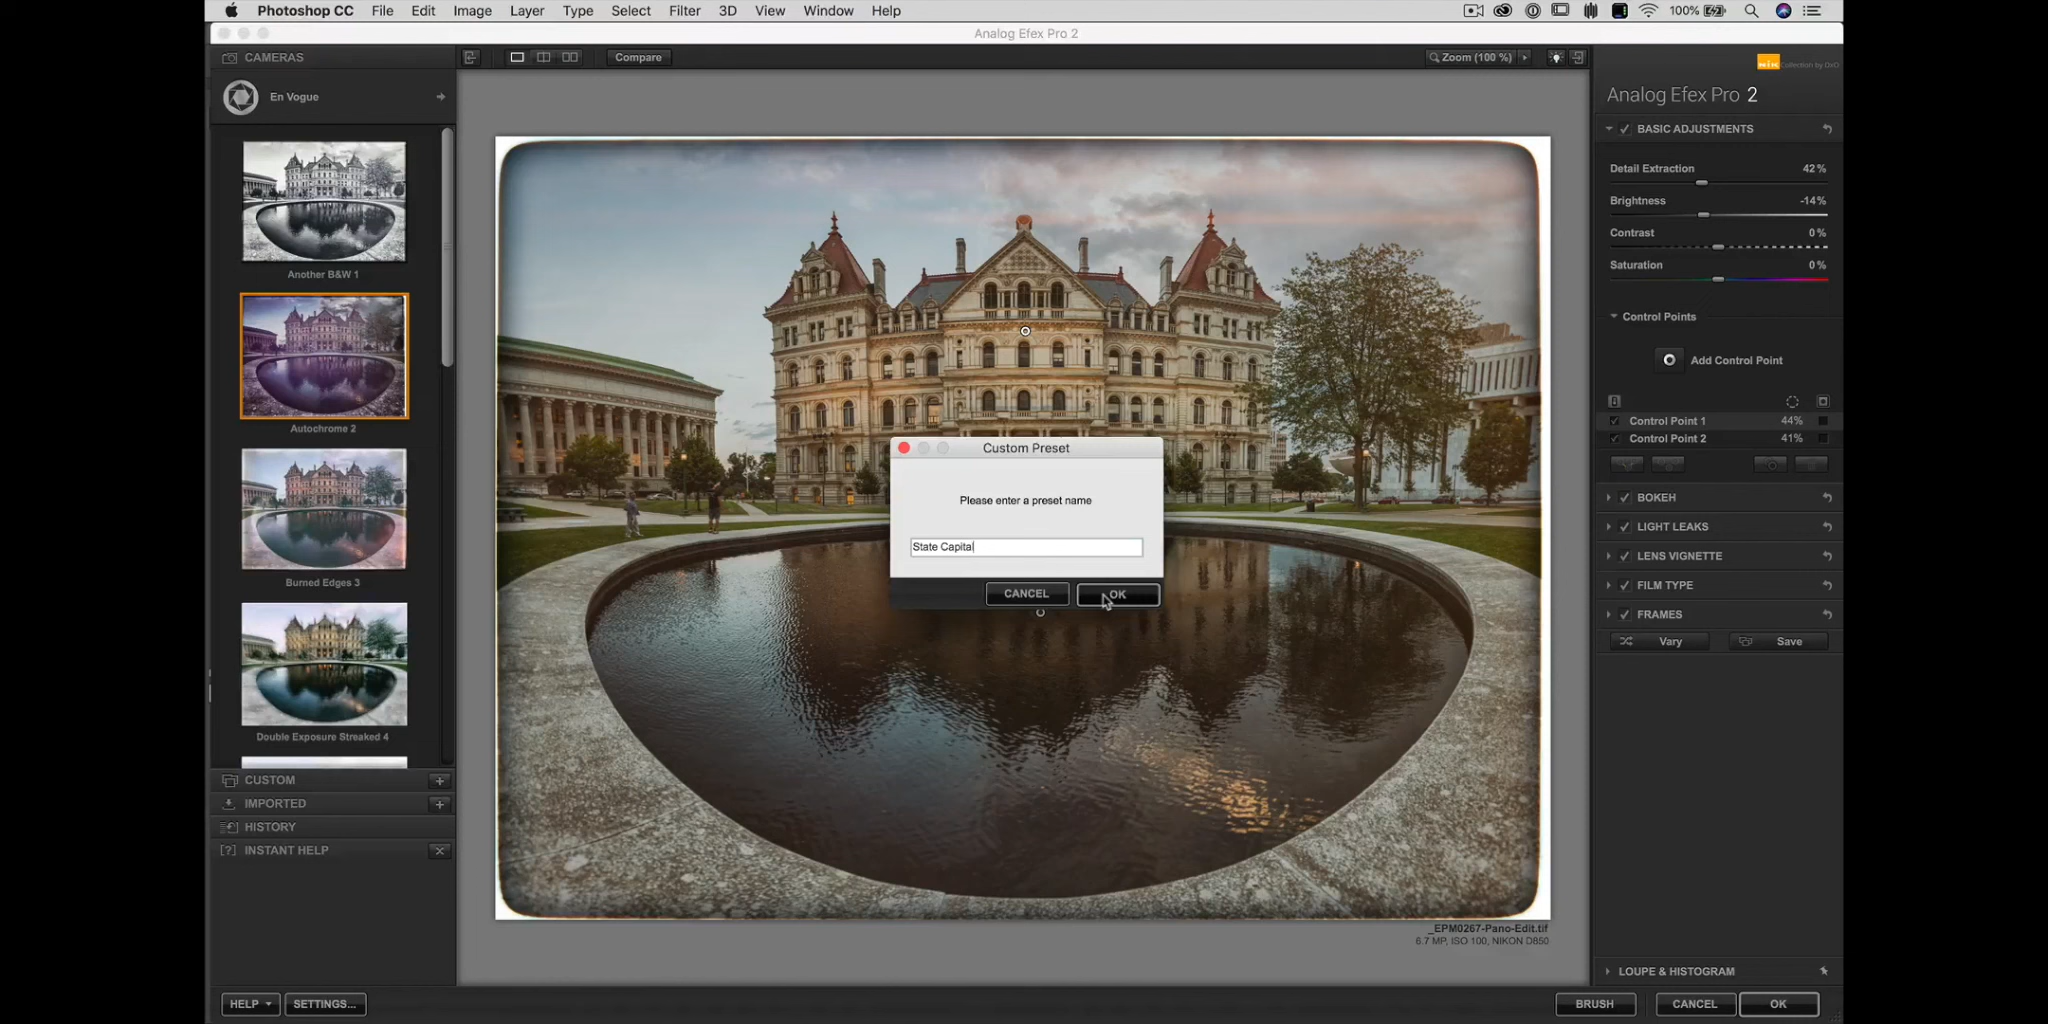 Photoshop CC File Edit Image Layer Type Select Filter 3D View Window Help 100%
Analog Efex Pro 2
CAMERAS
Compare
Zoom (100 %)
En Vogue
Another B&W 1
Autochrome 2
Burned Edges 3
Double Exposure Streaked 4
CUSTOM
IMPORTED
HISTORY
[?] INSTANT HELP
HELP SETTINGS...
Custom Preset
Please enter a preset name
State Capital
CANCEL OK
_EPM0267-Pano-Edit.tif
6.7 MP, ISO 100, NIKON D850
Nik Collection by DxO
Analog Efex Pro 2
BASIC ADJUSTMENTS
Detail Extraction 42%
Brightness -14%
Contrast 0%
Saturation 0%
Control Points
Add Control Point
Control Point 1 44%
Control Point 2 41%
BOKEH
LIGHT LEAKS
LENS VIGNETTE
FILM TYPE
FRAMES
Vary Save
LOUPE & HISTOGRAM
BRUSH CANCEL OK